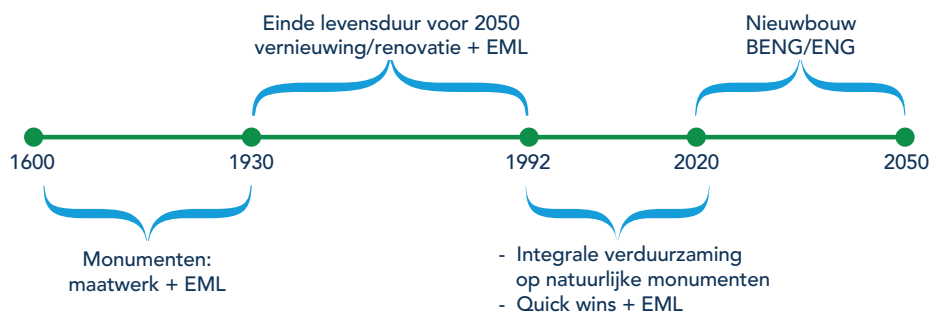 Einde levensduur voor 2050
vernieuwing/renovatie + EML
Nieuwbouw
BENG/ENG
1600
1930
1992
2020
2050
Monumenten:
maatwerk + EML
- Integrale verduurzaming
op natuurlijke monumenten
- Quick wins + EML